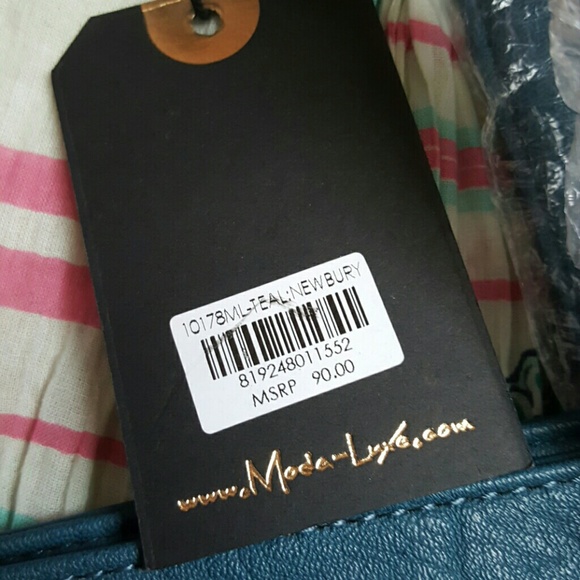 10178ML-TEAL:NEWBURY
819248011552
MSRP 90.00
www.Moda-Luxe.com